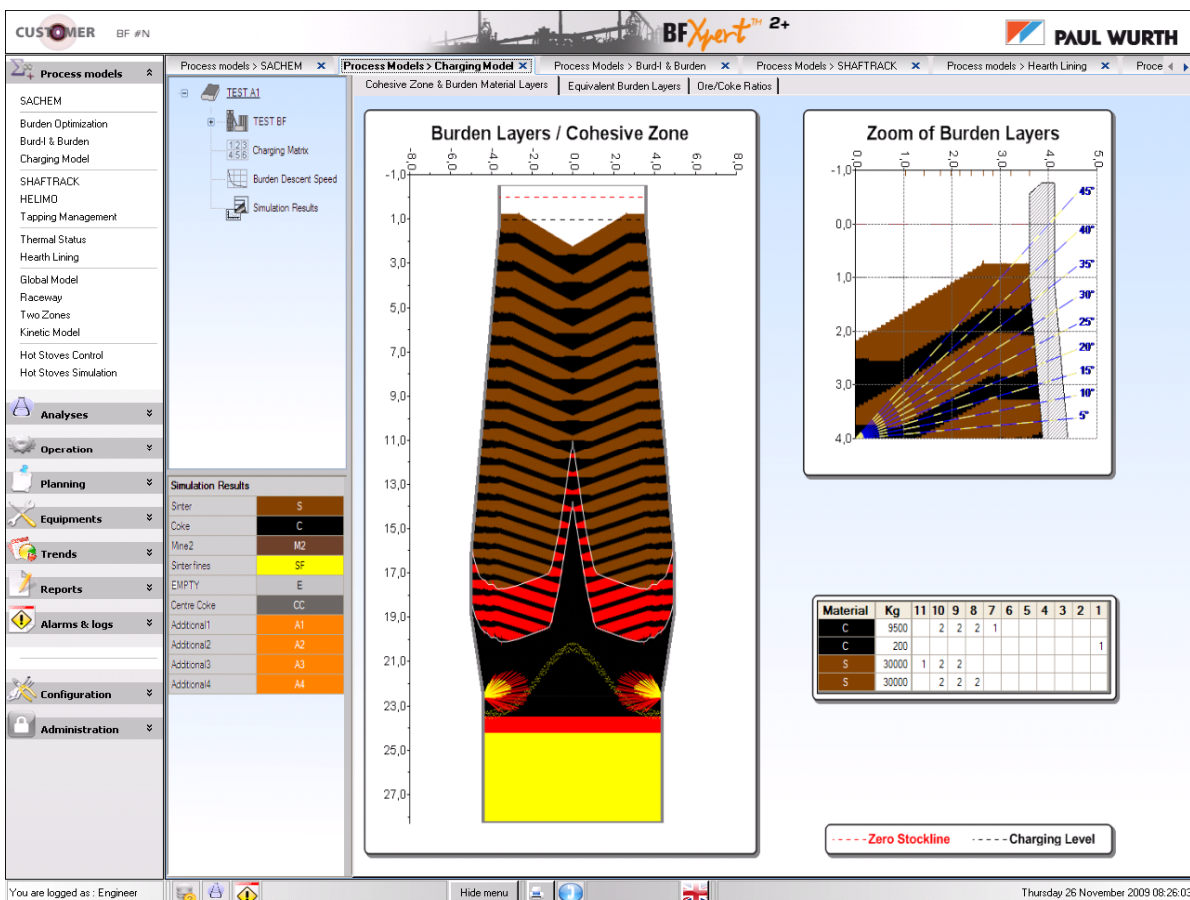 CUSTOMER BF #N
BFXpert™ 2+
PAUL WURTH
Process models
SACHEM
Burden Optimization
Burd-I & Burden
Charging Model
SHAFTRACK
HELIMO
Tapping Management
Thermal Status
Hearth Lining
Global Model
Raceway
Two Zones
Kinetic Model
Hot Stoves Control
Hot Stoves Simulation
Analyses
Operation
Planning
Equipments
Trends
Reports
Alarms & logs
Configuration
Administration
Process models > SACHEM X Process Models > Charging Model X Process Models > Burd-I & Burden X Process Models > SHAFTRACK X Process models > Hearth Lining X Proce
TEST A1
TEST BF
Charging Matrix
Burden Descent Speed
Simulation Results
Simulation Results
Sinter S
Coke C
Mine2 M2
Sinter fines SF
EMPTY E
Centre Coke CC
Additional1 A1
Additional2 A2
Additional3 A3
Additional4 A4
Cohesive Zone & Burden Material Layers Equivalent Burden Layers Ore/Coke Ratios
Burden Layers / Cohesive Zone
-8,0 -6,0 -4,0 -2,0 0,0 2,0 4,0 6,0 8,0
-1,0
1,0
3,0
5,0
7,0
9,0
11,0
13,0
15,0
17,0
19,0
21,0
23,0
25,0
27,0
Zoom of Burden Layers
0,0 1,0 2,0 3,0 4,0 5,0
-1,0
0,0
1,0
2,0
3,0
4,0
45°
40°
35°
30°
25°
20°
15°
10°
5°
Material Kg 11 10 9 8 7 6 5 4 3 2 1
C 9500 2 2 2 1
C 200 1
S 30000 1 2 2
S 30000 2 2 2
Zero Stockline Charging Level
You are logged as : Engineer
Hide menu
Thursday 26 November 2009 08:26:03